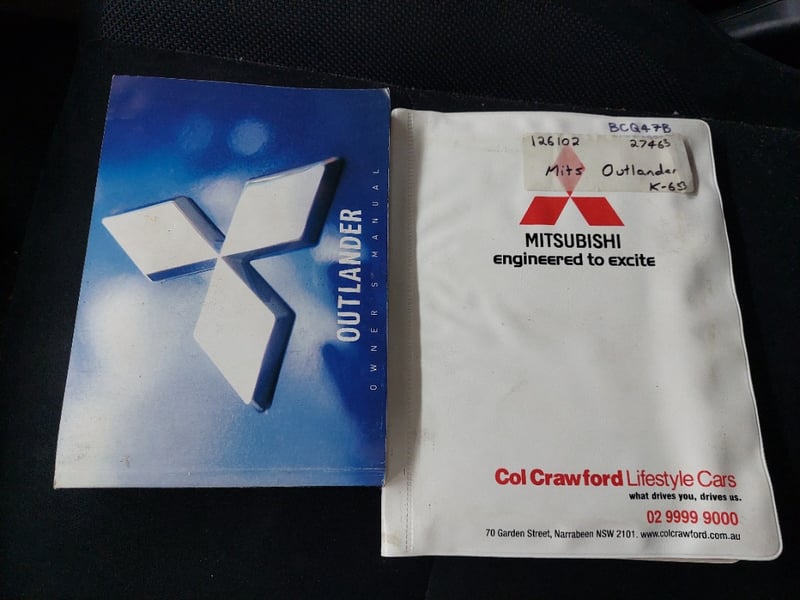 OUTLANDER
OWNER'S MANUAL
BCQ47B
126102 27463
Mits Outlander
K-653
MITSUBISHI
engineered to excite
Col Crawford Lifestyle Cars
what drives you, drives us.
02 9999 9000
70 Garden Street, Narrabeen NSW 2101. www.colcrawford.com.au